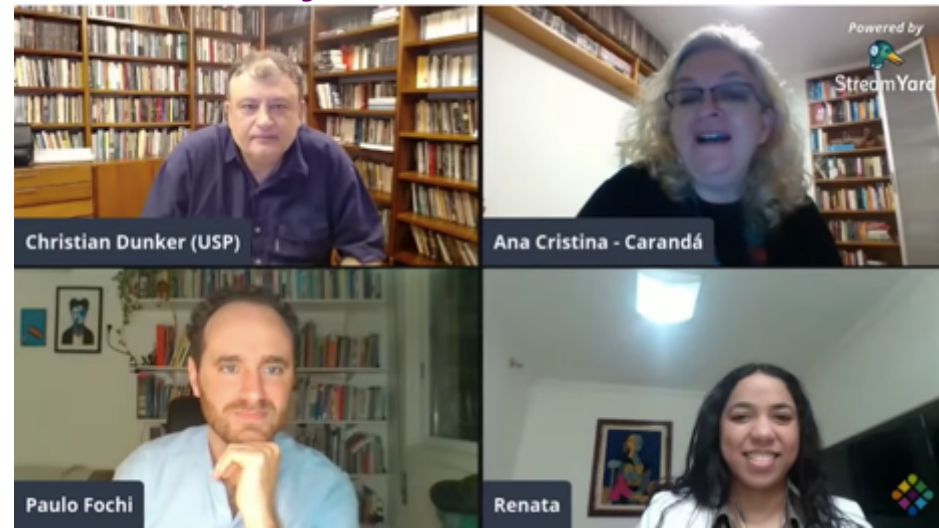 Powered by
StreamYard
Christian Dunker (USP)
Ana Cristina - Carandá
Paulo Fochi
Renata